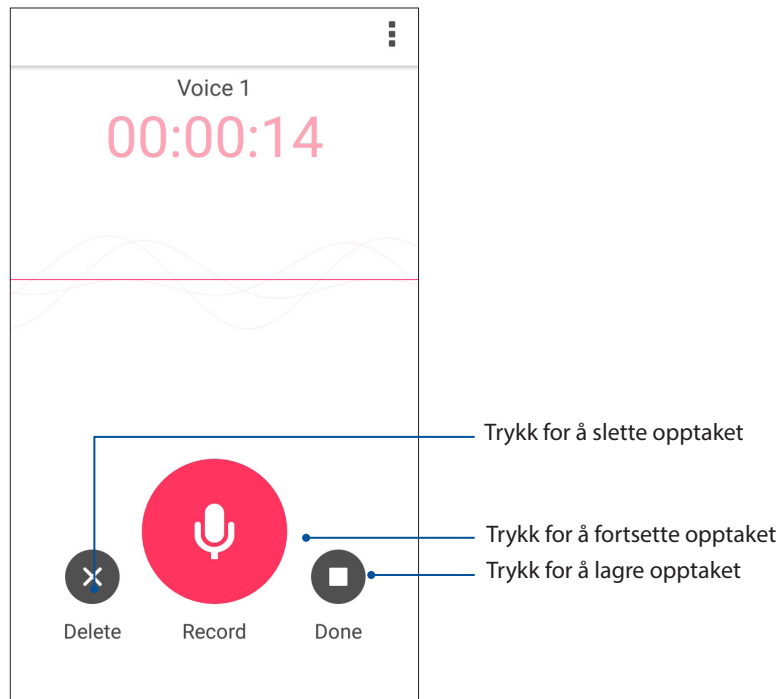 Voice 1
00:00:14
Trykk for å slette opptaket
Trykk for å fortsette opptaket
Trykk for å lagre opptaket
Delete Record Done